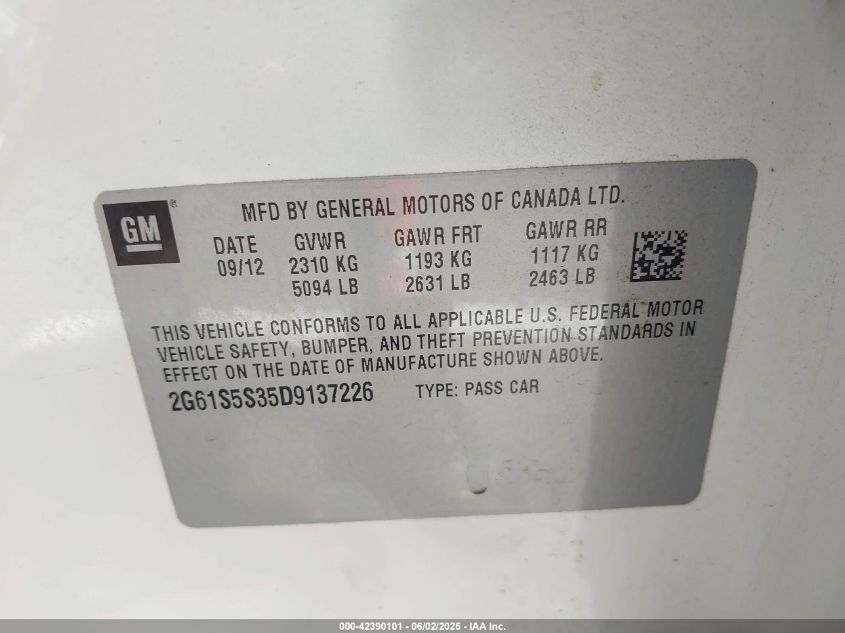 GM®
MFD BY GENERAL MOTORS OF CANADA LTD.
DATE GVWR GAWR FRT GAWR RR
09/12 2310 KG 1193 KG 1117 KG
5094 LB 2631 LB 2463 LB
THIS VEHICLE CONFORMS TO ALL APPLICABLE U.S. FEDERAL MOTOR
VEHICLE SAFETY, BUMPER, AND THEFT PREVENTION STANDARDS IN
EFFECT ON THE DATE OF MANUFACTURE SHOWN ABOVE.
2G61S5S35D9137226 TYPE: PASS CAR
000-42390101 - 06/02/2025 - IAA Inc.